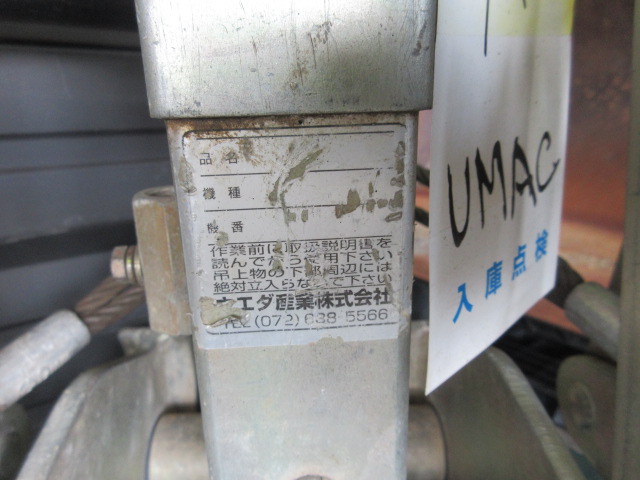 品名
機種
機番
作業前に取扱説明書を
読んでからご使用下さい
吊上物の下部周辺には
絶対立入らないで下さい
ウエダ産業株式会社
TEL (072) 638-5566
UMAC
入庫点検